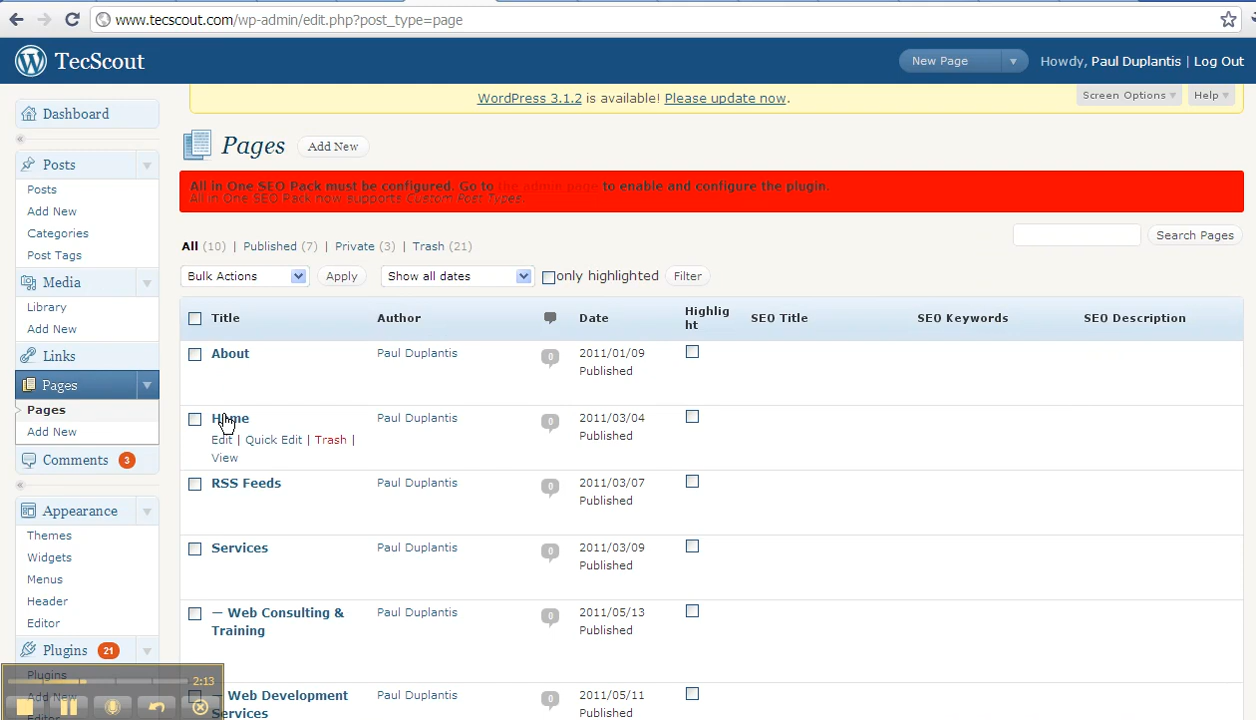 www.tecscout.com/wp-admin/edit.php?post_type=page
TecScout
New Page
Howdy, Paul Duplantis | Log Out
WordPress 3.1.2 is available! Please update now.
Screen Options
Help
Dashboard
Posts
Posts
Add New
Categories
Post Tags
Media
Library
Add New
Links
Pages
Pages
Add New
Comments 3
Appearance
Themes
Widgets
Menus
Header
Editor
Plugins 21
Plugins
Add New
Editor
2:13
Pages
Add New
All in One SEO Pack must be configured. Go to the admin page to enable and configure the plugin.
All in One SEO Pack now supports Custom Post Types.
All (10) | Published (7) | Private (3) | Trash (21)
Search Pages
Bulk Actions
Apply
Show all dates
only highlighted
Filter
Title
Author
Date
Highlig
ht
SEO Title
SEO Keywords
SEO Description
About
Paul Duplantis
0
2011/01/09
Published
Home
Edit | Quick Edit | Trash |
View
Paul Duplantis
0
2011/03/04
Published
RSS Feeds
Paul Duplantis
0
2011/03/07
Published
Services
Paul Duplantis
0
2011/03/09
Published
— Web Consulting &
Training
Paul Duplantis
0
2011/05/13
Published
— Web Development
Services
Paul Duplantis
0
2011/05/11
Published